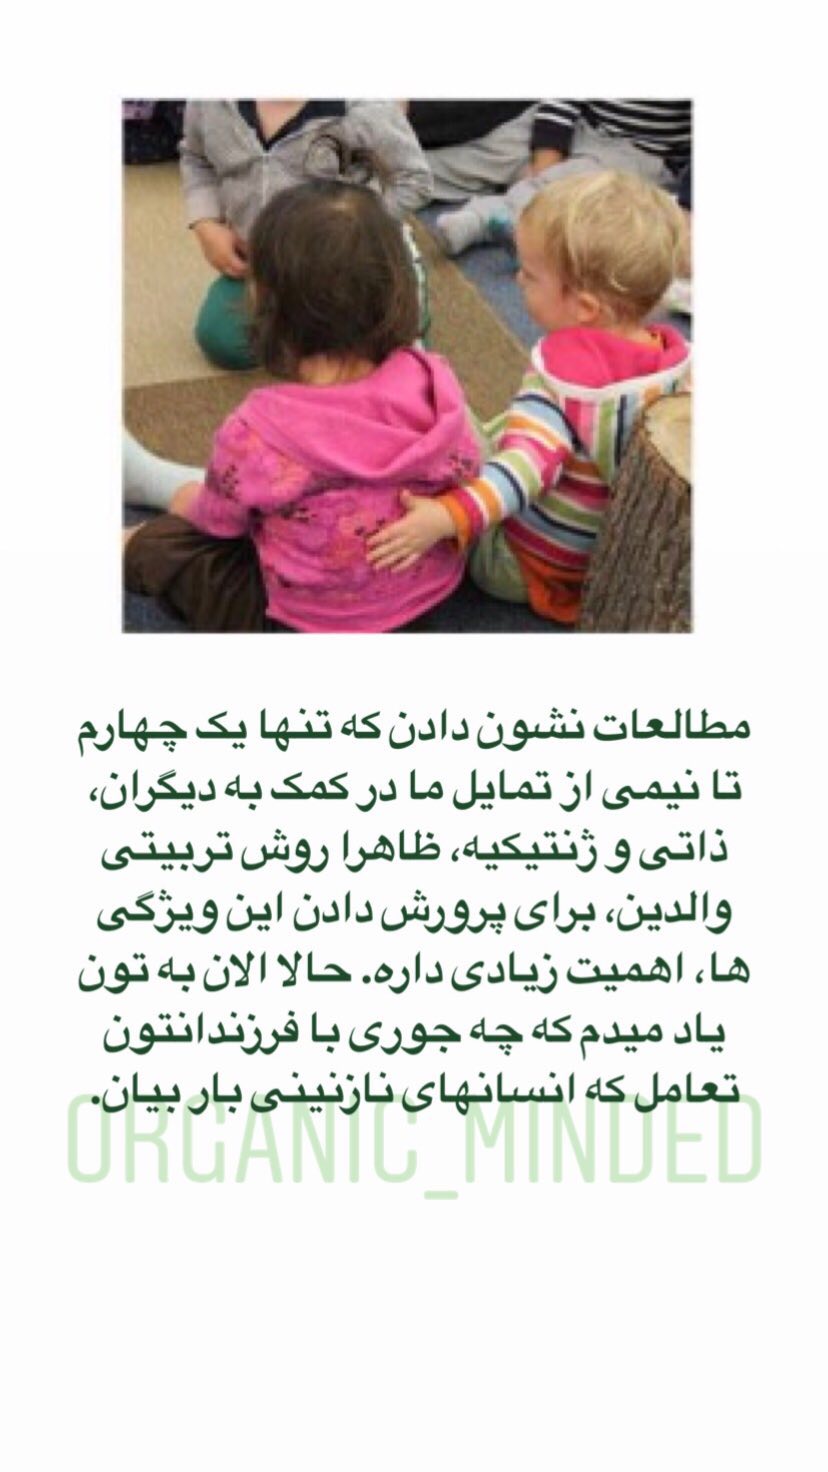 مطالعات نشون دادن که تنها یک چهارم
تا نیمی از تمایل ما در کمک به دیگران،
ذاتی و ژنتیکیه، ظاهرا روش تربیتی
والدین، برای پرورش دادن این ویژگی
ها، اهمیت زیادی داره. حالا الان به تون
یاد میدم که چه جوری با فرزندانتون
تعامل که انسانهای نازنینی بار بیان.
ORGANIC_MINDED